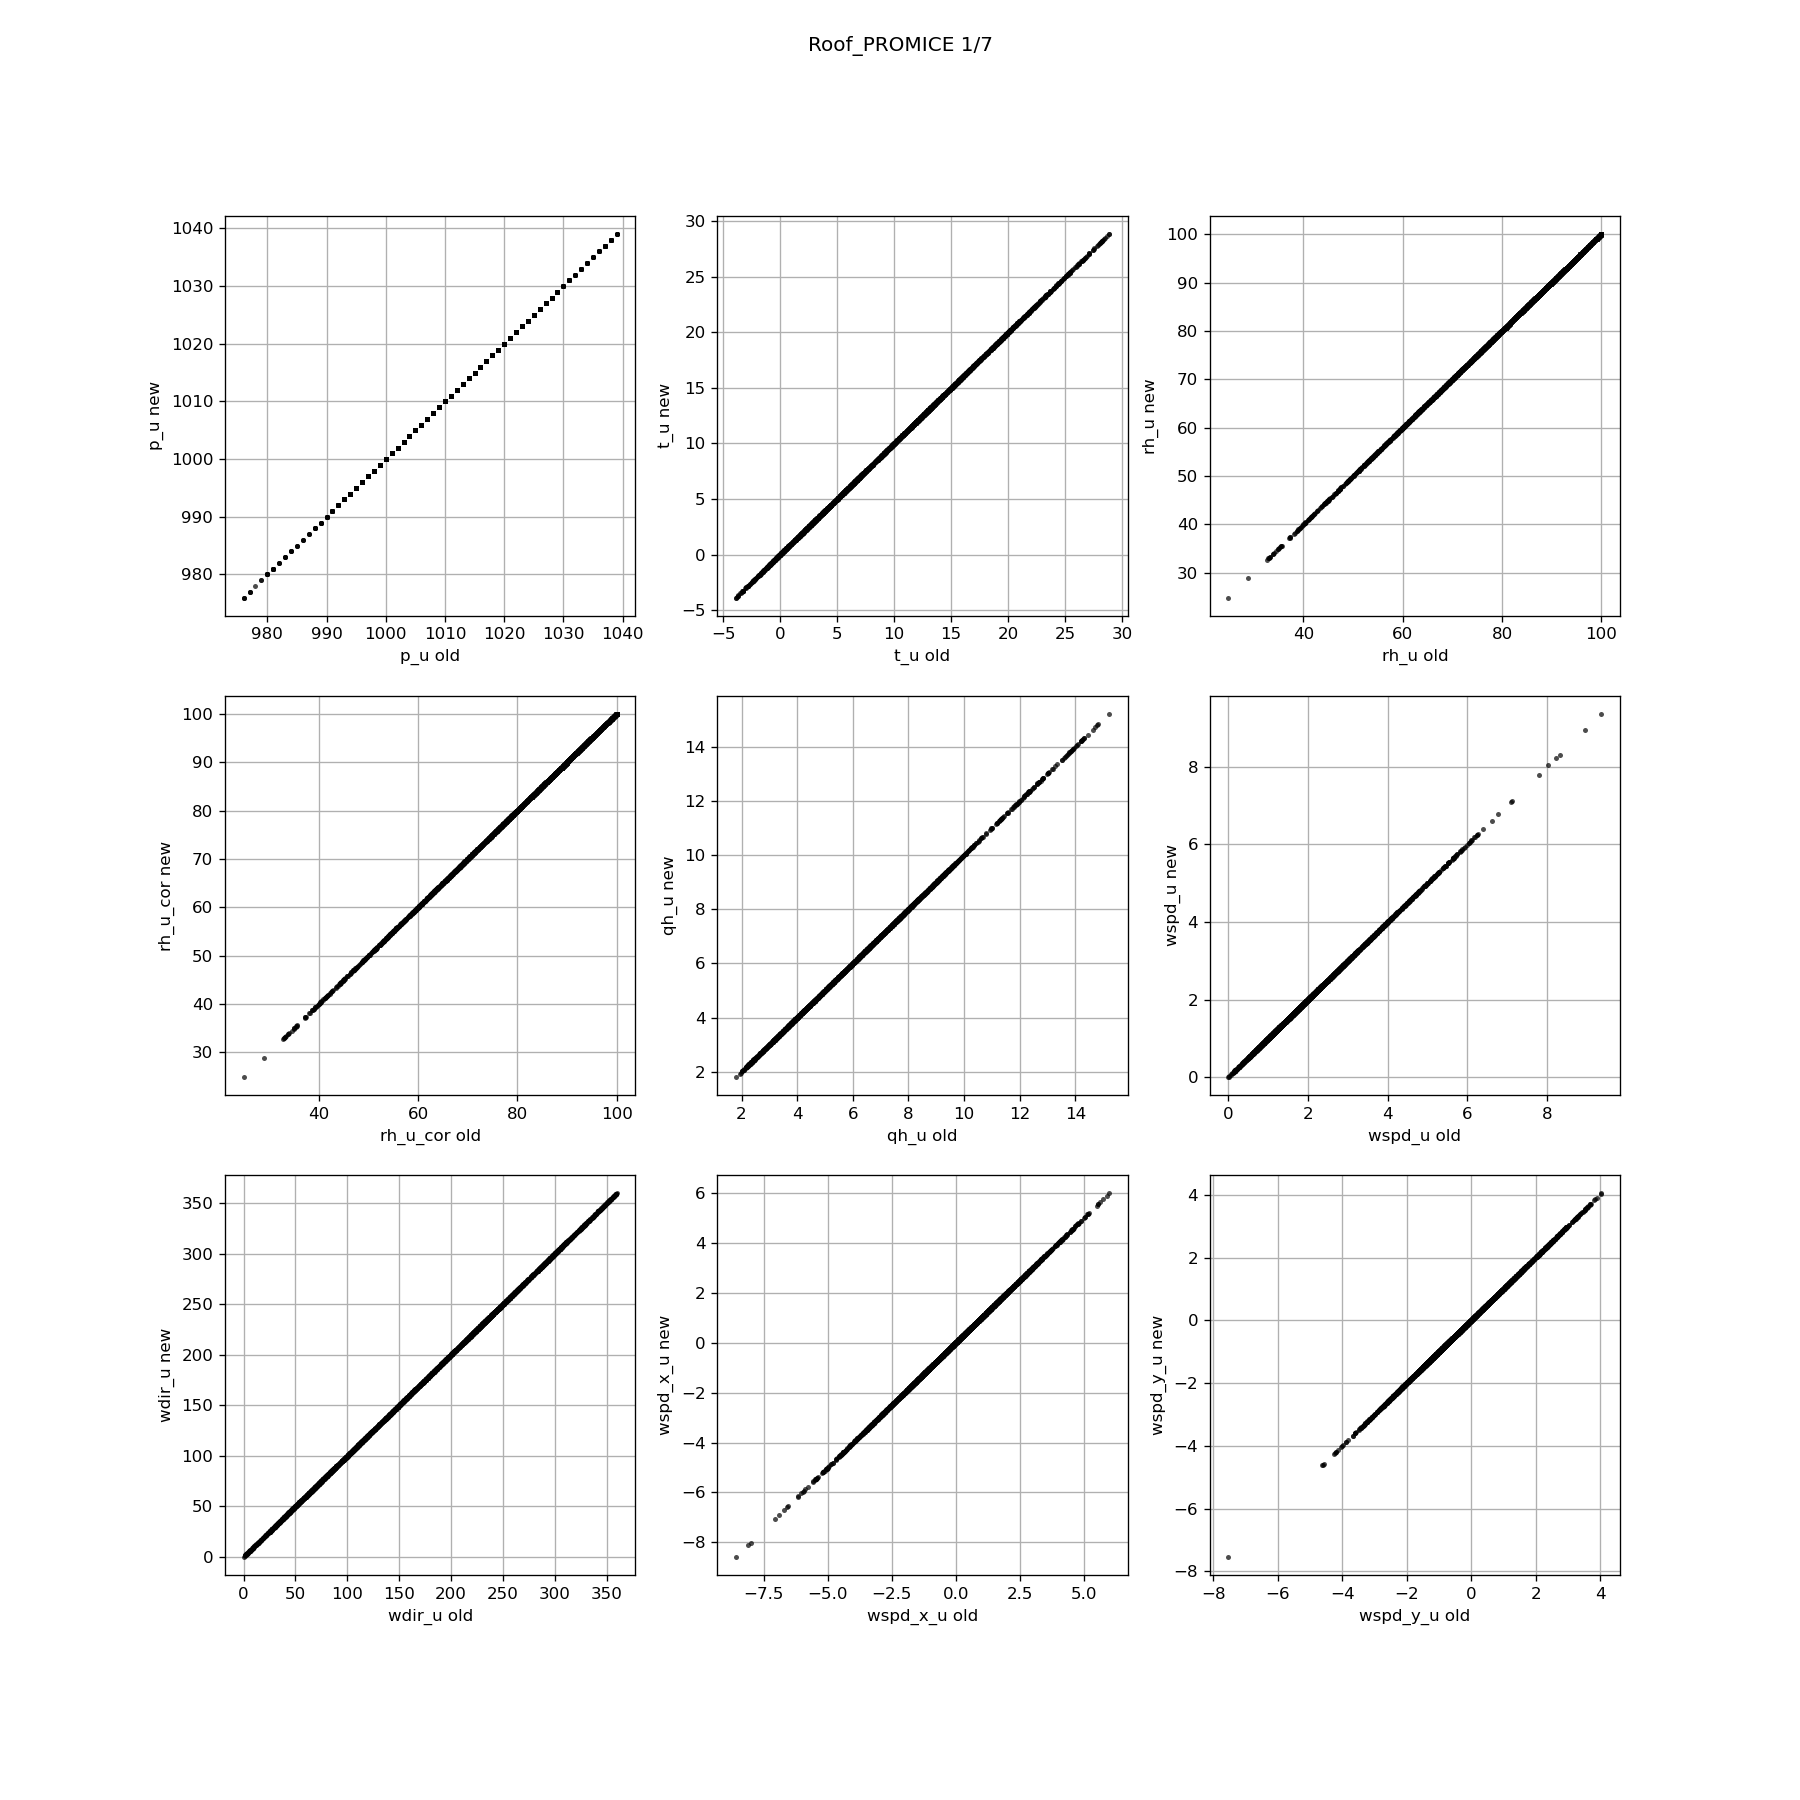 Roof_PROMICE 1/7
1040
1030
1020
1010
1000
990
980
p_u new
980 990 1000 1010 1020 1030 1040
p_u old
30
25
20
15
10
5
0
−5
t_u new
−5 0 5 10 15 20 25 30
t_u old
100
90
80
70
60
50
40
30
rh_u new
40 60 80 100
rh_u old
100
90
80
70
60
50
40
30
rh_u_cor new
40 60 80 100
rh_u_cor old
14
12
10
8
6
4
2
qh_u new
2 4 6 8 10 12 14
qh_u old
8
6
4
2
0
wspd_u new
0 2 4 6 8
wspd_u old
350
300
250
200
150
100
50
0
wdir_u new
0 50 100 150 200 250 300 350
wdir_u old
6
4
2
0
−2
−4
−6
−8
wspd_x_u new
−7.5 −5.0 −2.5 0.0 2.5 5.0
wspd_x_u old
4
2
0
−2
−4
−6
−8
wspd_y_u new
−8 −6 −4 −2 0 2 4
wspd_y_u old